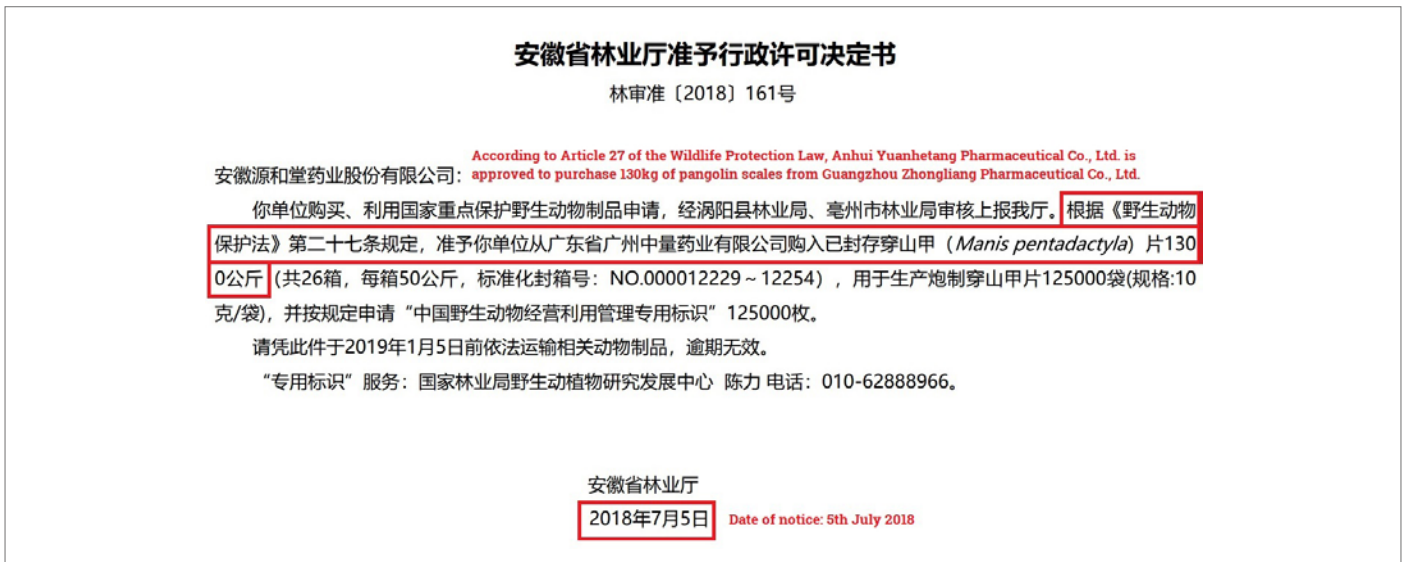 安徽省林业厅准予行政许可决定书
林审准〔2018〕161号
According to Article 27 of the Wildlife Protection Law, Anhui Yuanhetang Pharmaceutical Co., Ltd. is
安徽源和堂药业股份有限公司：
approved to purchase 130kg of pangolin scales from Guangzhou Zhongliang Pharmaceutical Co., Ltd.
你单位购买、利用国家重点保护野生动物制品申请，经涡阳县林业局、亳州市林业局审核上报我厅。根据《野生动物
保护法》第二十七条规定，准予你单位从广东省广州中量药业有限公司购入已封存穿山甲（Manis pentadactyla）片130
0公斤（共26箱，每箱50公斤，标准化封箱号：NO.000012229～12254），用于生产炮制穿山甲片125000袋(规格:10
克/袋)，并按规定申请“中国野生动物经营利用管理专用标识”125000枚。
请凭此件于2019年1月5日前依法运输相关动物制品，逾期无效。
“专用标识”服务：国家林业局野生动植物研究发展中心 陈力 电话：010-62888966。
安徽省林业厅
2018年7月5日 Date of notice: 5th July 2018